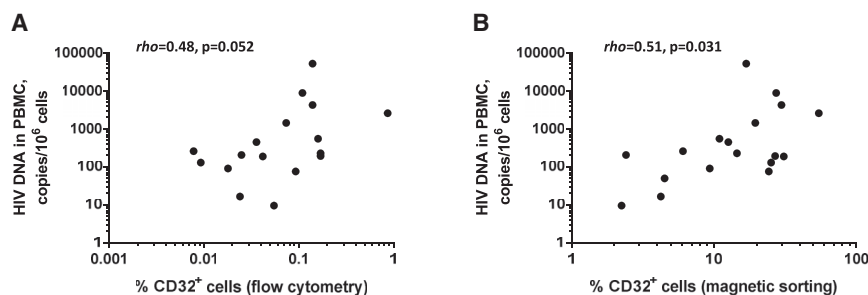 A
rho=0.48, p=0.052
HIV DNA in PBMC,
copies/10⁶ cells
100000
10000
1000
100
10
1
0.001
0.01
0.1
1
% CD32⁺ cells (flow cytometry)
B
rho=0.51, p=0.031
HIV DNA in PBMC,
copies/10⁶ cells
100000
10000
1000
100
10
1
1
10
100
% CD32⁺ cells (magnetic sorting)